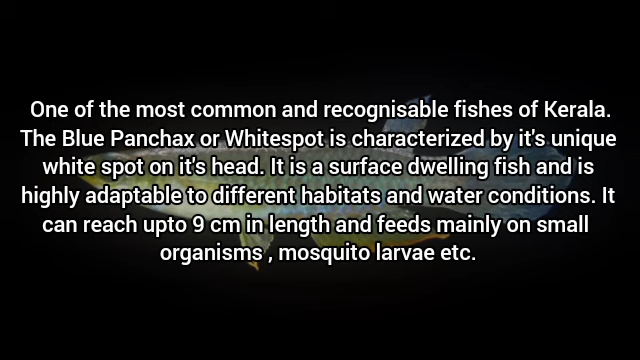 One of the most common and recognisable fishes of Kerala.
The Blue Panchax or Whitespot is characterized by it's unique
white spot on it's head. It is a surface dwelling fish and is
highly adaptable to different habitats and water conditions. It
can reach upto 9 cm in length and feeds mainly on small
organisms , mosquito larvae etc.